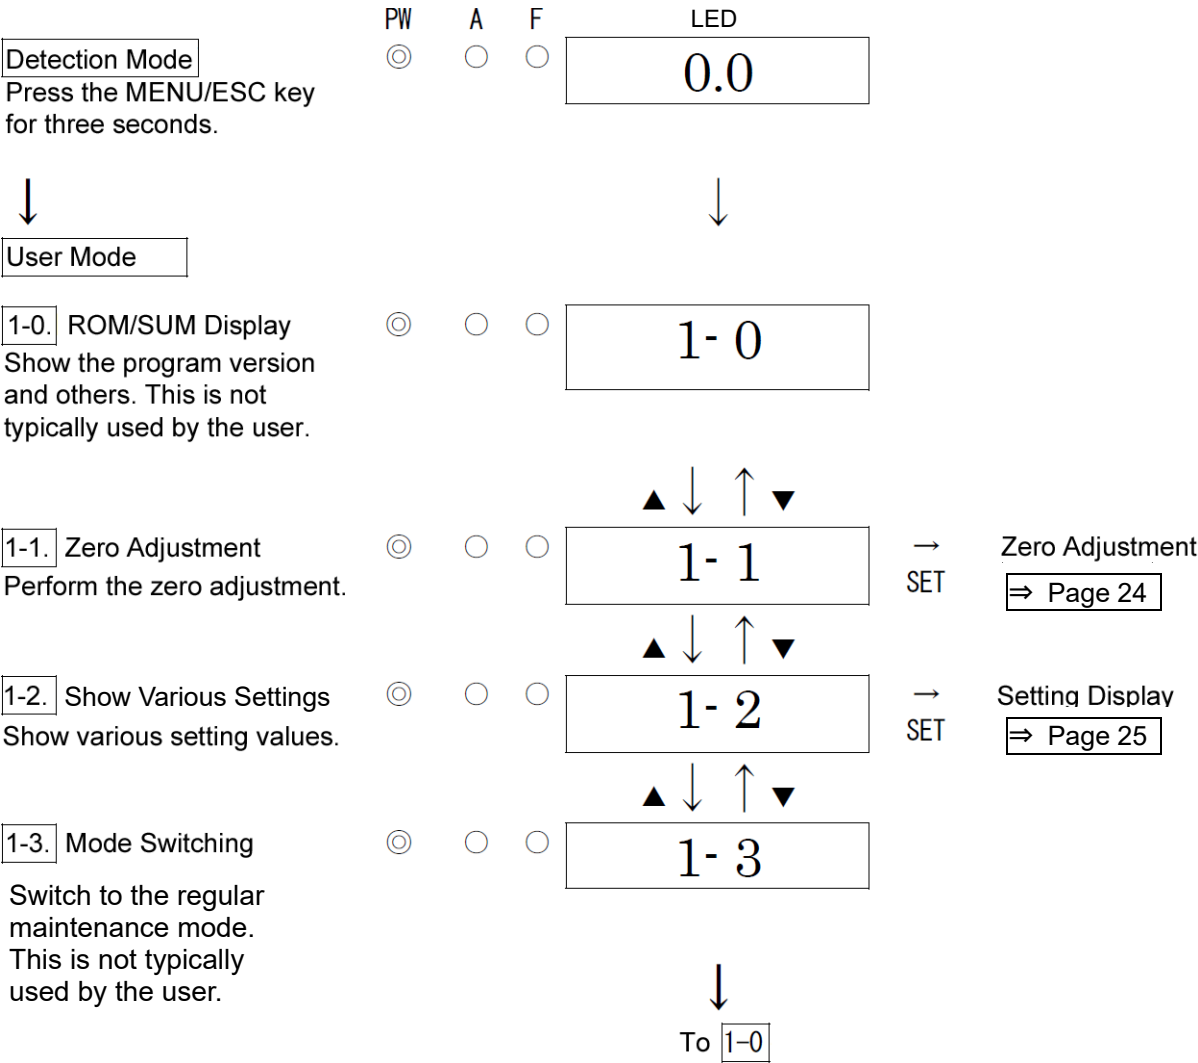 PW A F LED
Detection Mode ◎ ○ ○ 0.0
Press the MENU/ESC key
for three seconds.
↓ ↓
User Mode
1-0. ROM/SUM Display ◎ ○ ○ 1- 0
Show the program version
and others. This is not
typically used by the user.
▲ ↓ ↑ ▼
1-1. Zero Adjustment ◎ ○ ○ 1- 1 → Zero Adjustment
Perform the zero adjustment. SET ⇒ Page 24
▲ ↓ ↑ ▼
1-2. Show Various Settings ◎ ○ ○ 1- 2 → Setting Display
Show various setting values. SET ⇒ Page 25
▲ ↓ ↑ ▼
1-3. Mode Switching ◎ ○ ○ 1- 3
Switch to the regular
maintenance mode.
This is not typically
used by the user.
↓
To 1-0